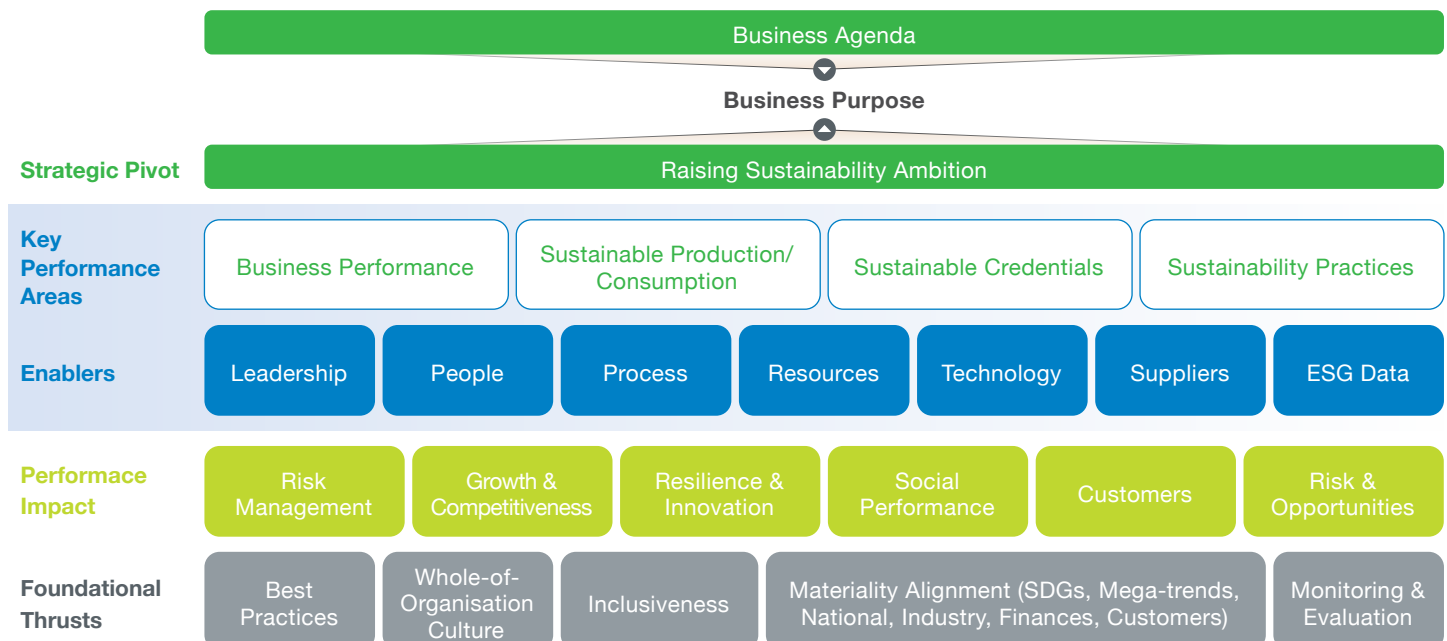 Business Agenda
Business Purpose
Strategic Pivot
Raising Sustainability Ambition
Key
Performance
Areas
Business Performance
Sustainable Production/
Consumption
Sustainable Credentials
Sustainability Practices
Enablers
Leadership
People
Process
Resources
Technology
Suppliers
ESG Data
Performace
Impact
Risk
Management
Growth &
Competitiveness
Resilience &
Innovation
Social
Performance
Customers
Risk &
Opportunities
Foundational
Thrusts
Best
Practices
Whole-of-
Organisation
Culture
Inclusiveness
Materiality Alignment (SDGs, Mega-trends,
National, Industry, Finances, Customers)
Monitoring &
Evaluation